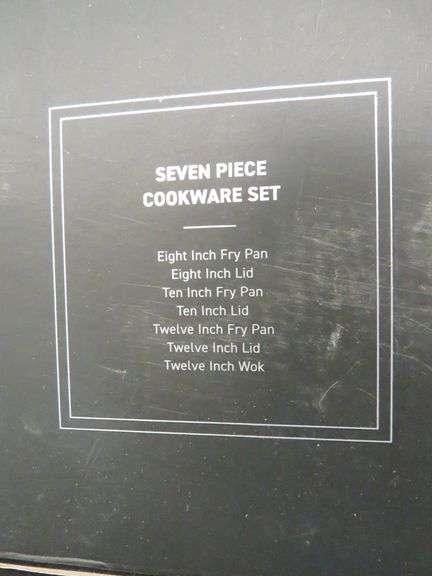 SEVEN PIECE
COOKWARE SET
Eight Inch Fry Pan
Eight Inch Lid
Ten Inch Fry Pan
Ten Inch Lid
Twelve Inch Fry Pan
Twelve Inch Lid
Twelve Inch Wok